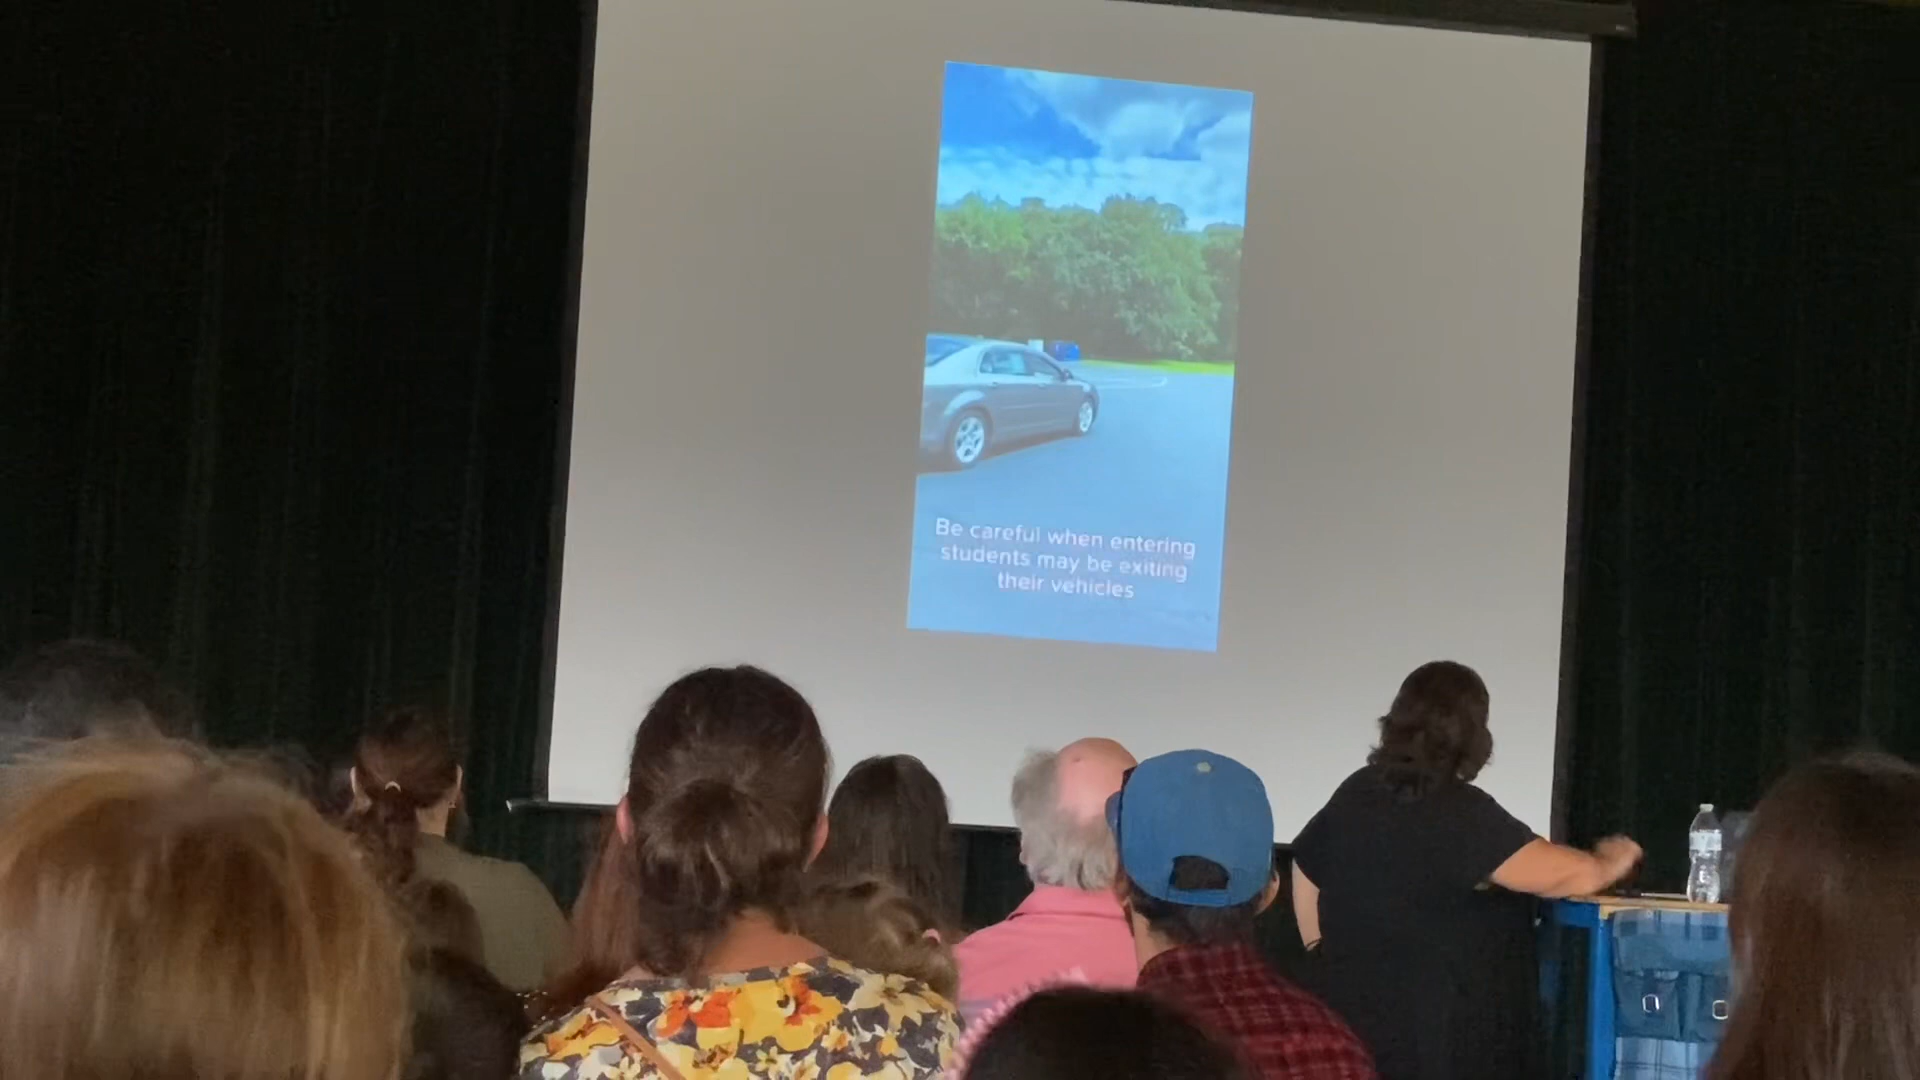 Be careful when entering
students may be exiting
their vehicles